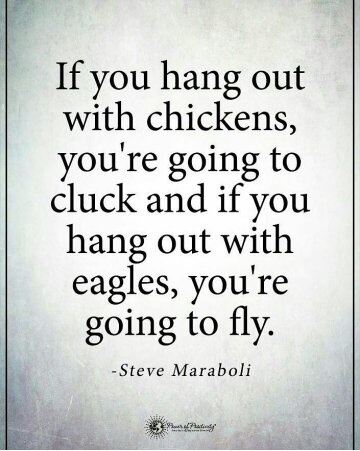 If you hang out
with chickens,
you're going to
cluck and if you
hang out with
eagles, you're
going to fly.
-Steve Maraboli
Power of Positivity